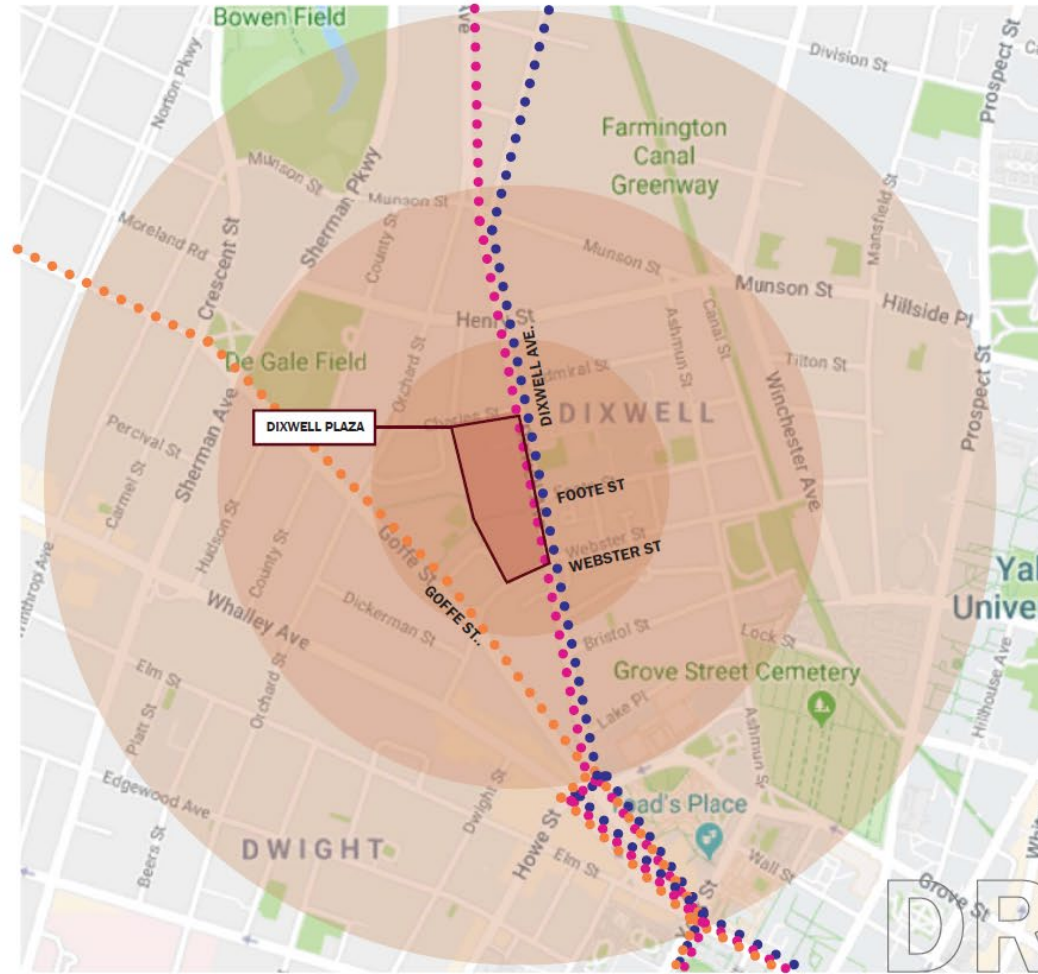 Bowen Field
Ave
Norton Pkwy
Division St
Prospect St
Farmington
Canal
Greenway
Munson St
Sherman Pkwy
Munson St
County St
Mansfield St
Moreland Rd
Crescent St
Munson St
Munson St
Hillside Pl
Henry St
DIXWELL AVE.
Ashmun St
Canal St
De Gale Field
Orchard St
Tilton St
Prospect St
Winchester Ave
Charles St
DIXWELL
DIXWELL PLAZA
Percival St
Sherman Ave
Carmel St
FOOTE ST
Hudson St
County St
Goffe St
Webster St
WEBSTER ST
Winthrop Ave
Whalley Ave
Dickerman St
GOFFE ST..
Bristol St
Lock St
Elm St
Orchard St
Grove Street Cemetery
Hillhouse Ave
Platt St
Lake Pl
Ashmun St
Edgewood Ave
Dwight St
DWIGHT
Howe St
Elm St
Wall St
Beers St
Grove St
DR